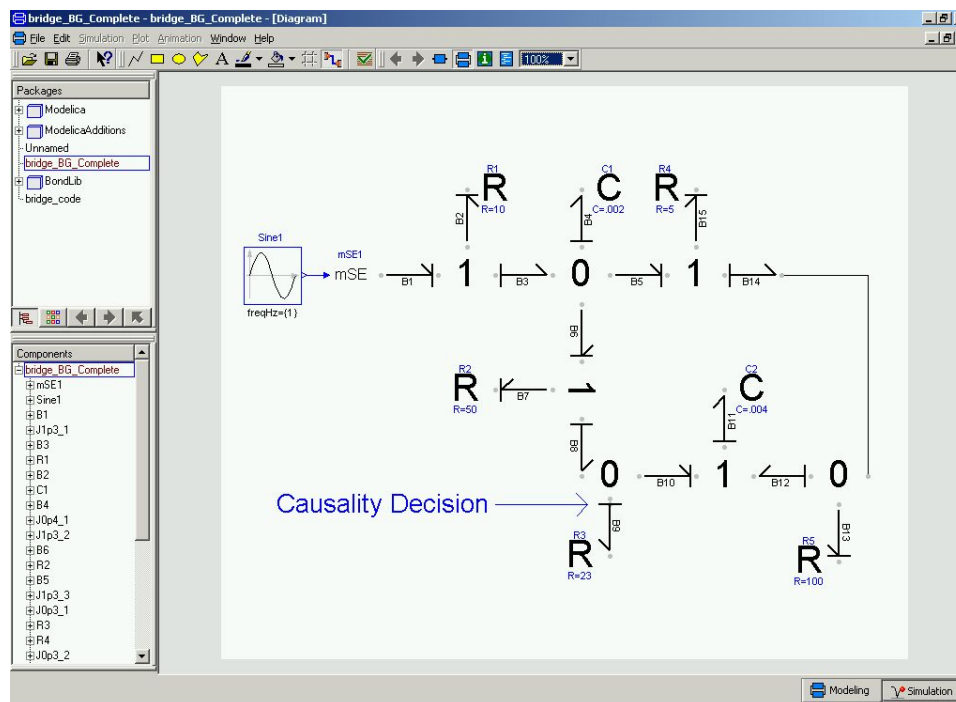 bridge_BG_Complete - bridge_BG_Complete - [Diagram]
File Edit Simulation Plot Animation Window Help
A 100%
Packages
Modelica
ModelicaAdditions
Unnamed
bridge_BG_Complete
BondLib
bridge_code
Components
bridge_BG_Complete
mSE1
Sine1
B1
J1p3_1
B3
R1
B2
C1
B4
J0p4_1
J1p3_2
B6
R2
B5
J1p3_3
J0p3_1
R3
R4
J0p3_2
R1 C1 R4
R C R
R=10 C=.002 R=5
B2 B4 B15
Sine1 mSE1
mSE B1 1 B3 0 B5 1 B14
freqHz={1}
B6
R2 C2
R B7 1 C
R=50 C=.004
B8 B11
0 B10 1 B12 0
Causality Decision
B9 B13
R3 R5
R R
R=23 R=100
Modeling Simulation